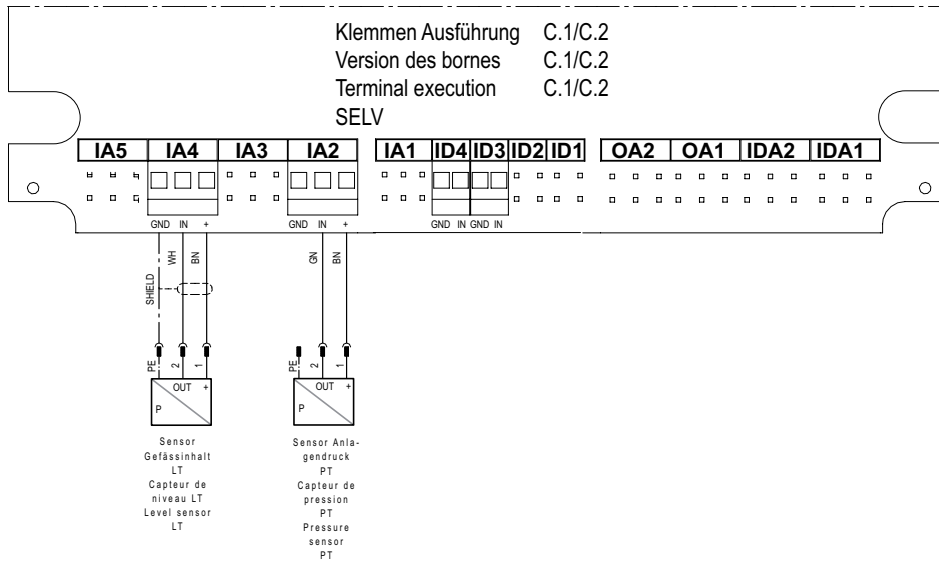 Klemmen Ausführung C.1/C.2
Version des bornes C.1/C.2
Terminal execution C.1/C.2
SELV
IA5 IA4 IA3 IA2 IA1 ID4 ID3 ID2 ID1 OA2 OA1 IDA2 IDA1
GND IN + GND IN + GND IN GND IN
SHIELD WH BN GN BN
PE 2 1 PE 2 1
OUT + OUT +
P P
Sensor
Gefässinhalt
LT
Capteur de
niveau LT
Level sensor
LT
Sensor Anla-
gendruck
PT
Capteur de
pression
PT
Pressure
sensor
PT